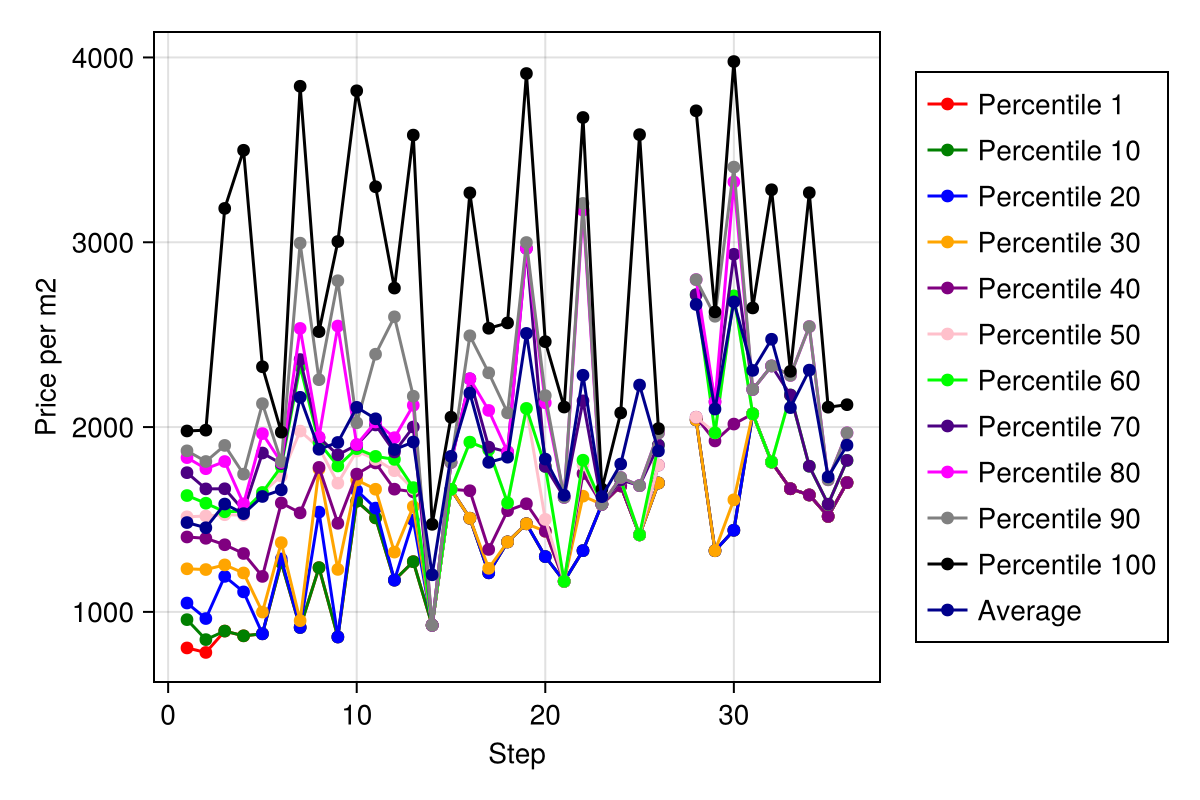 4000
3000
2000
1000
Price per m2
0
10
20
30
Step
Percentile 1
Percentile 10
Percentile 20
Percentile 30
Percentile 40
Percentile 50
Percentile 60
Percentile 70
Percentile 80
Percentile 90
Percentile 100
Average